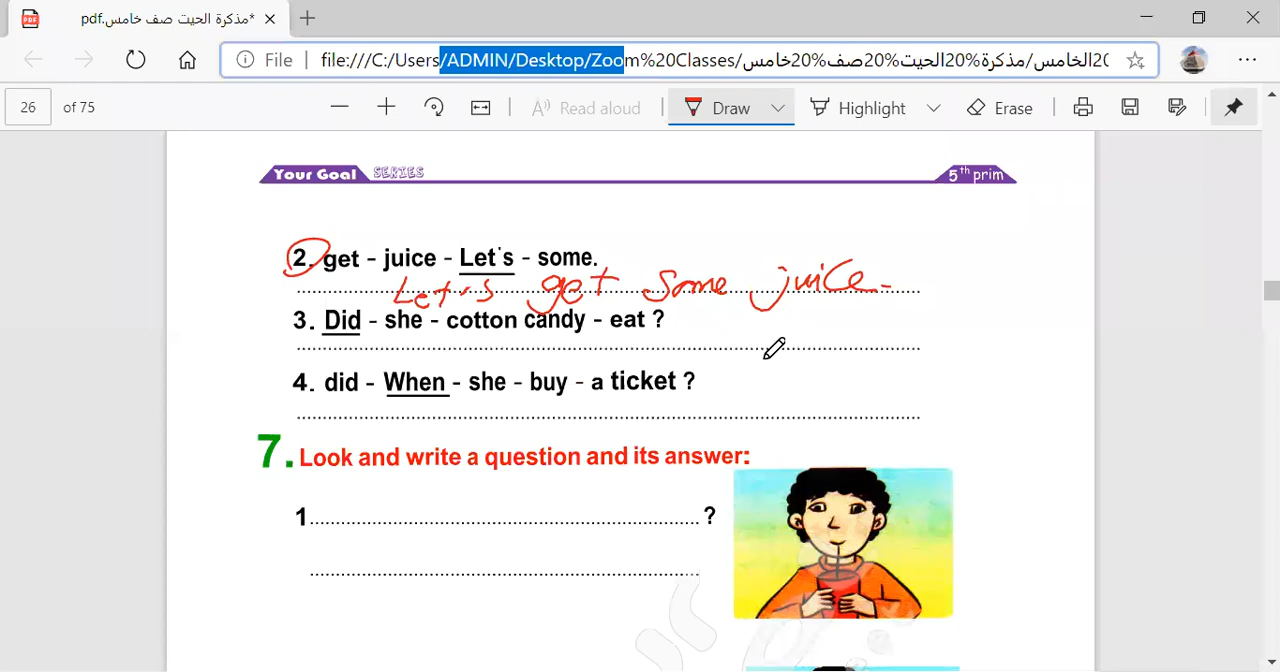 *مذكرة الحيت صف خامس.pdf
File | file:///C:/Users/ADMIN/Desktop/Zoom%20Classes/الخامس/مذكرة%20الحيت%20صف%20خامس
26 of 75
Read aloud
Draw
Highlight
Erase
Your Goal SERIES
5th prim
2. get - juice - Let's - some.
Let's get some juice.
3. Did - she - cotton candy - eat ?
4. did - When - she - buy - a ticket ?
7. Look and write a question and its answer:
1 ?